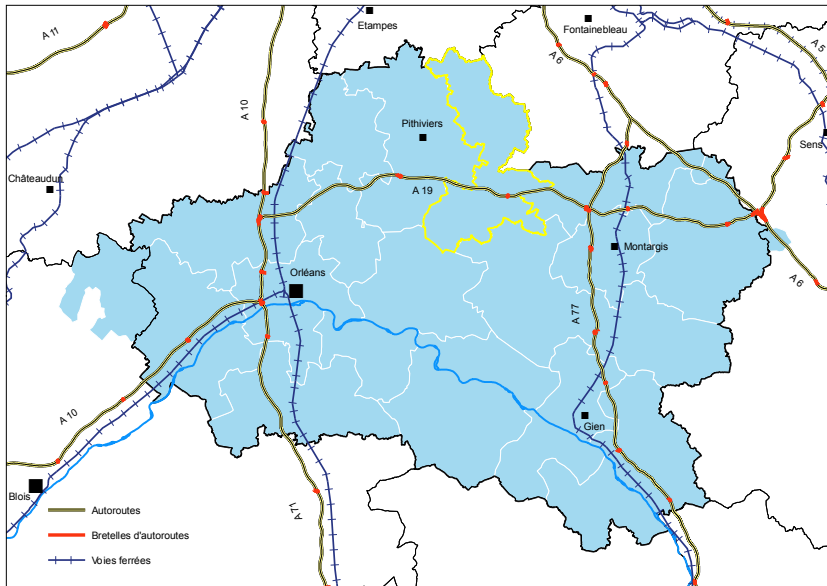 Etampes
Fontainebleau
A 11
A 5
A 6
A 10
Pithiviers
Sens
Châteaudun
A 19
Montargis
Orléans
A 6
A 77
A 10
Gien
Blois
A 71
Autoroutes
Bretelles d'autoroutes
Voies ferrées